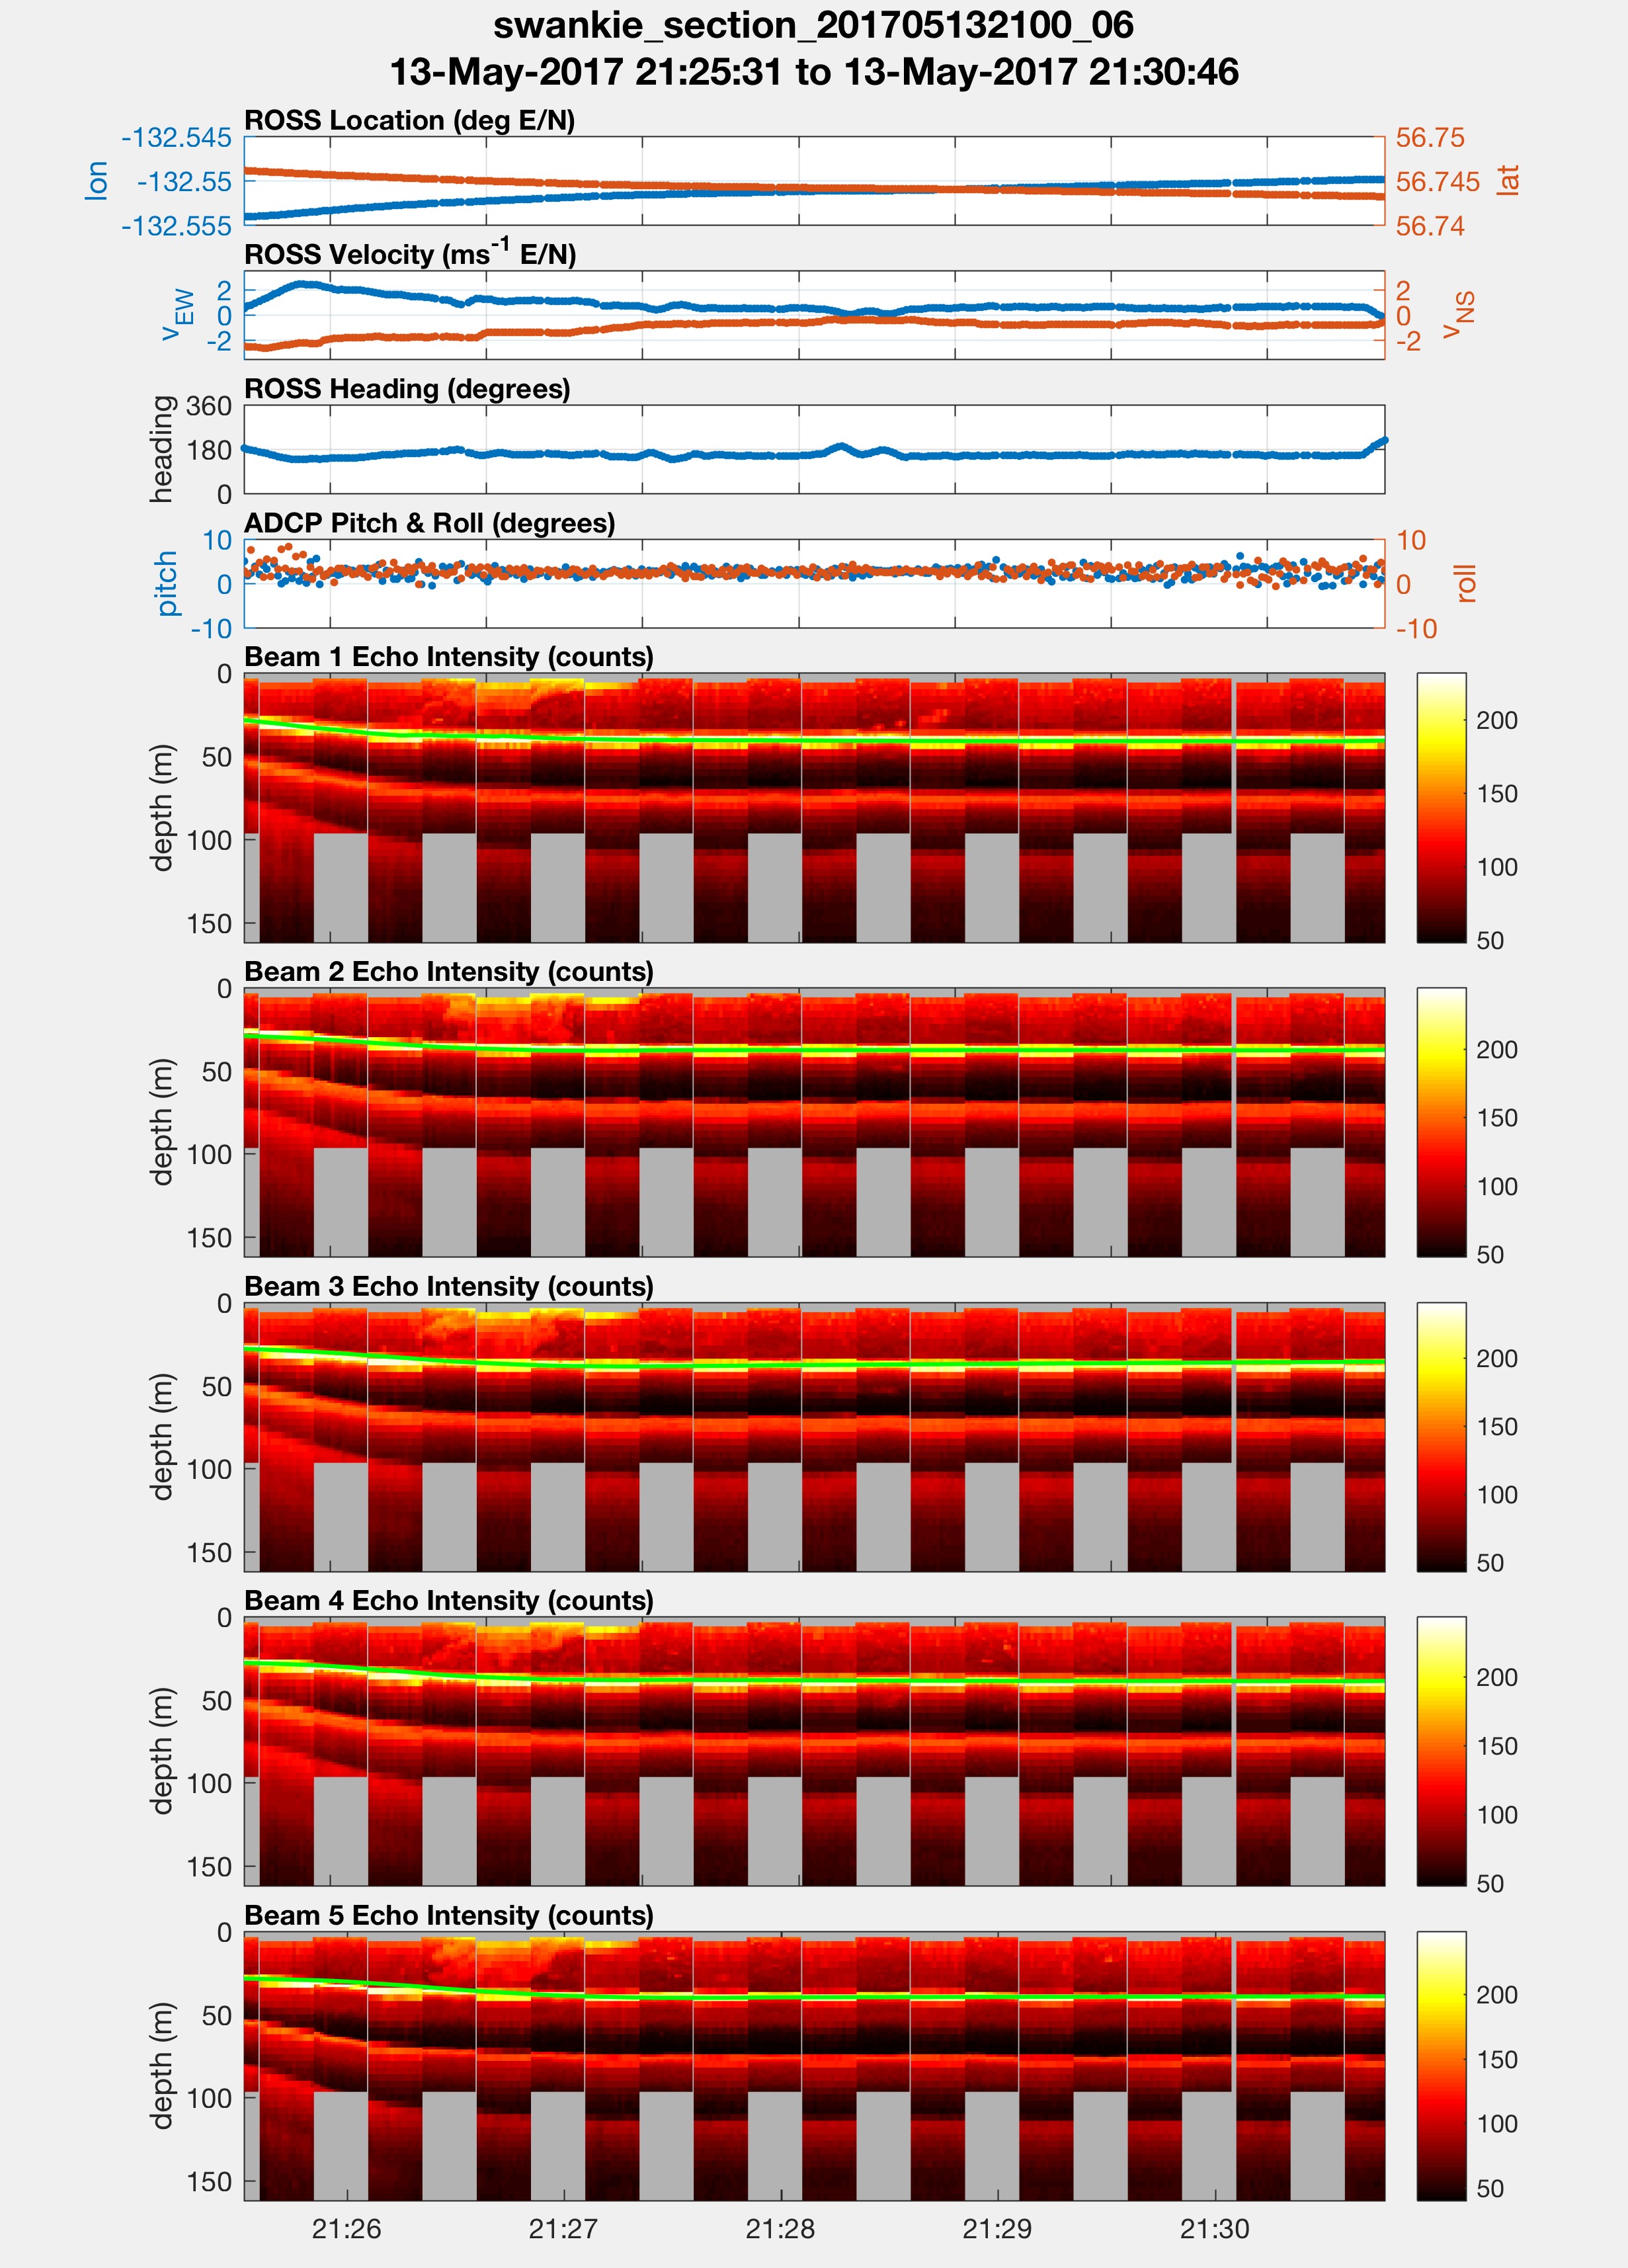 swankie_section_201705132100_06
13-May-2017 21:25:31 to 13-May-2017 21:30:46
ROSS Location (deg E/N)
-132.545
-132.55
-132.555
lon
56.75
56.745
56.74
lat
ROSS Velocity (ms-1 E/N)
2
0
-2
vEW
2
0
-2
vNS
ROSS Heading (degrees)
360
180
0
heading
ADCP Pitch & Roll (degrees)
10
0
-10
pitch
10
0
-10
roll
Beam 1 Echo Intensity (counts)
0
50
100
150
depth (m)
200
150
100
50
Beam 2 Echo Intensity (counts)
0
50
100
150
depth (m)
200
150
100
50
Beam 3 Echo Intensity (counts)
0
50
100
150
depth (m)
200
150
100
50
Beam 4 Echo Intensity (counts)
0
50
100
150
depth (m)
200
150
100
50
Beam 5 Echo Intensity (counts)
0
50
100
150
depth (m)
200
150
100
50
21:26 21:27 21:28 21:29 21:30